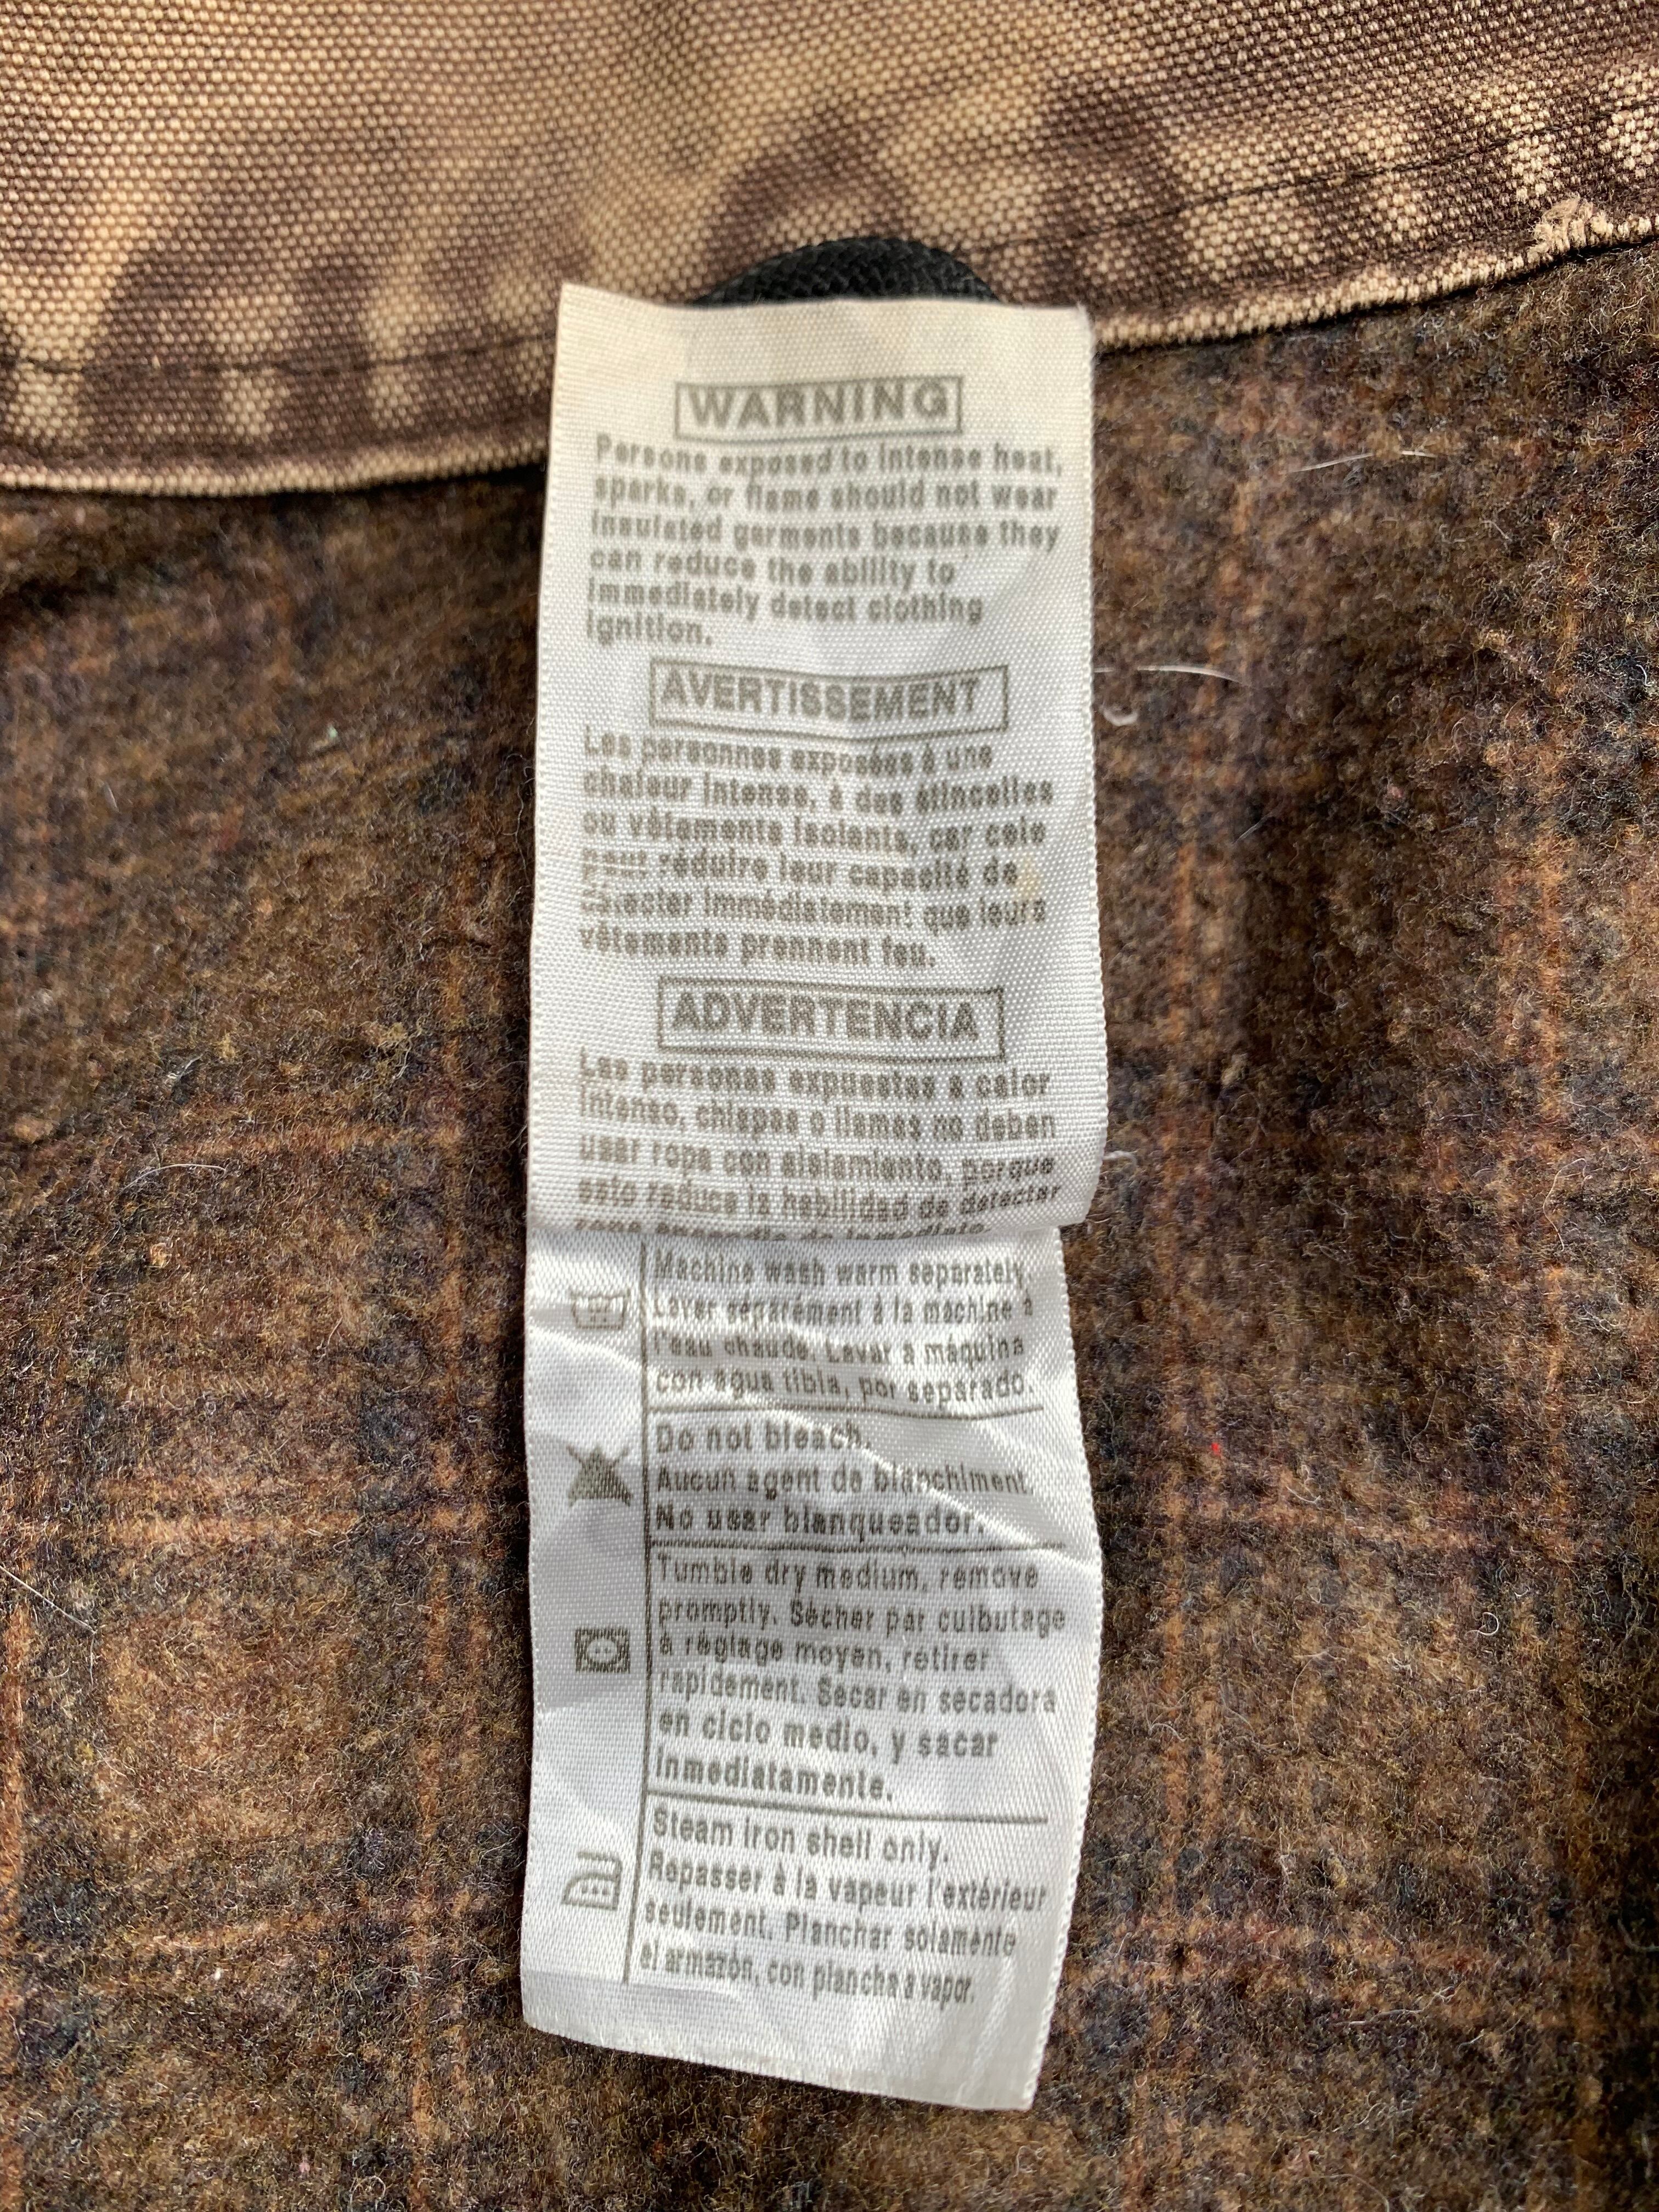 WARNING
Persons exposed to intense heat,
sparks, or flame should not wear
insulated garments because they
can reduce the ability to
immediately detect clothing
ignition.
AVERTISSEMENT
Les personnes exposées à une
chaleur intense, à des étincelles
ou vêtements isolants, car cele
peut réduire leur capacité de
détecter immédiatement que leurs
vêtements prennent feu.
ADVERTENCIA
Las personas expuestas a calor
intenso, chispas o llamas no deben
usar ropa con aislamiento, porque
esto reduce la habilidad de detectar
ropa encendida de inmediato.
Machine wash warm separately.
Laver séparément à la machine à
l'eau chaude. Lavar a máquina
con agua tibia, por separado.
Do not bleach.
Aucun agent de blanchiment.
No usar blanqueador.
Tumble dry medium, remove
promptly. Sécher par culbutage
à réglage moyen, retirer
rapidement. Secar en secadora
en ciclo medio, y sacar
inmediatamente.
Steam iron shell only.
Repasser à la vapeur l'extérieur
seulement. Planchar solamente
el armazón, con plancha a vapor.